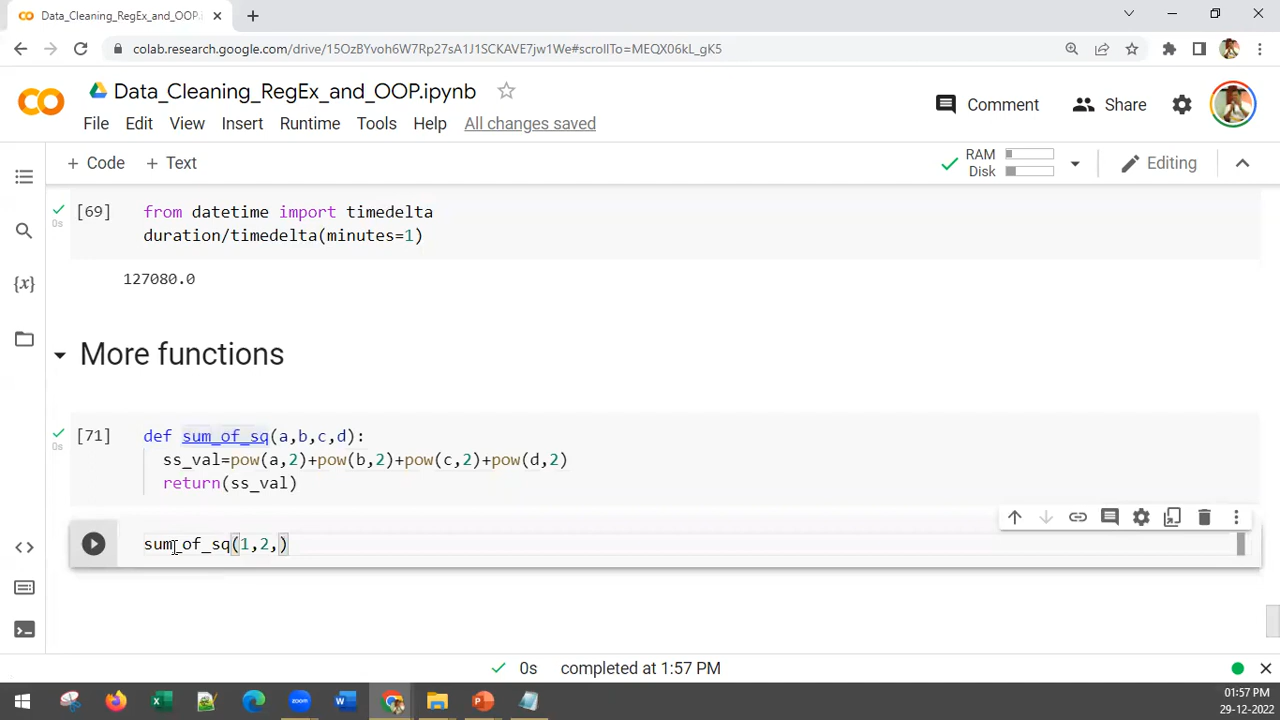 Data_Cleaning_RegEx_and_OOP.i
colab.research.google.com/drive/15OzBYvoh6W7Rp27sA1J1SCKAVE7jw1We#scrollTo=MEQX06kL_gK5
Data_Cleaning_RegEx_and_OOP.ipynb
Comment
Share
File Edit View Insert Runtime Tools Help All changes saved
+ Code + Text
RAM
Disk
Editing
[69] from datetime import timedelta
0s
duration/timedelta(minutes=1)
127080.0
More functions
[71] def sum_of_sq(a,b,c,d):
0s
ss_val=pow(a,2)+pow(b,2)+pow(c,2)+pow(d,2)
return(ss_val)
sum_of_sq(1,2,)
{x}
0s completed at 1:57 PM
zoom
01:57 PM
29-12-2022